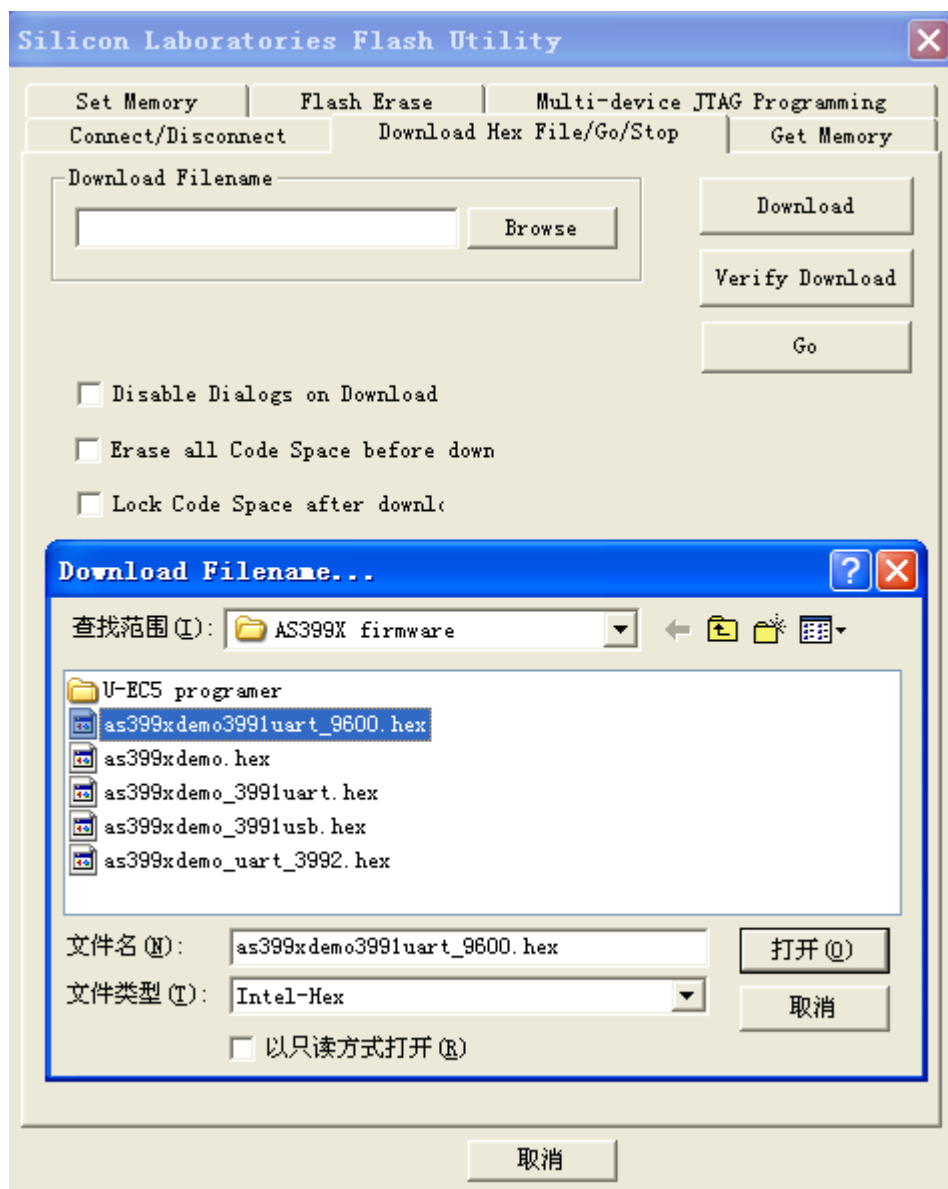 Silicon Laboratories Flash Utility
Set Memory Flash Erase Multi-device JTAG Programming
Connect/Disconnect Download Hex File/Go/Stop Get Memory
Download Filename
Browse
Download
Verify Download
Go
Disable Dialogs on Download
Erase all Code Space before down
Lock Code Space after downl
Download Filename...
查找范围(I): AS399X firmware
U-EC5 programer
as399xdemo3991uart_9600.hex
as399xdemo.hex
as399xdemo_3991uart.hex
as399xdemo_3991usb.hex
as399xdemo_uart_3992.hex
文件名(N): as399xdemo3991uart_9600.hex 打开(O)
文件类型(T): Intel-Hex 取消
以只读方式打开(R)
取消